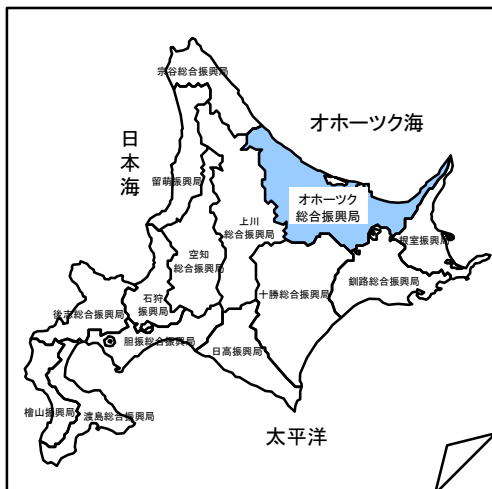 宗谷総合振興局
オホーツク海
日本海
留萌振興局
オホーツク
総合振興局
上川
総合振興局
根室振興局
空知
総合振興局
釧路総合振興局
石狩
振興局
十勝総合振興局
後志総合振興局
胆振総合振興局
日高振興局
檜山振興局
渡島総合振興局
太平洋